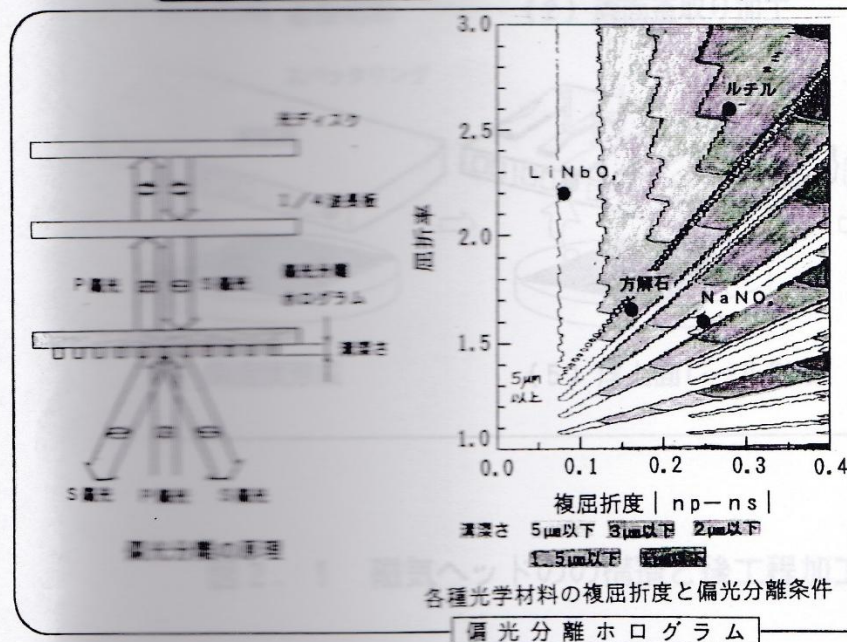 光ディスク
1/4波長板
P偏光 S偏光
偏光分離
ホログラム
溝深さ
S偏光 P偏光 S偏光
偏光分離の原理
屈折率
3.0
2.5
2.0
1.5
1.0
0.0 0.1 0.2 0.3 0.4
ルチル
LiNbO₃
方解石
NaNO₃
5μm
以上
複屈折度|np-ns|
溝深さ 5μm以下 3μm以下 2μm以下
1.5μm以下
各種光学材料の複屈折度と偏光分離条件
偏光分離ホログラム